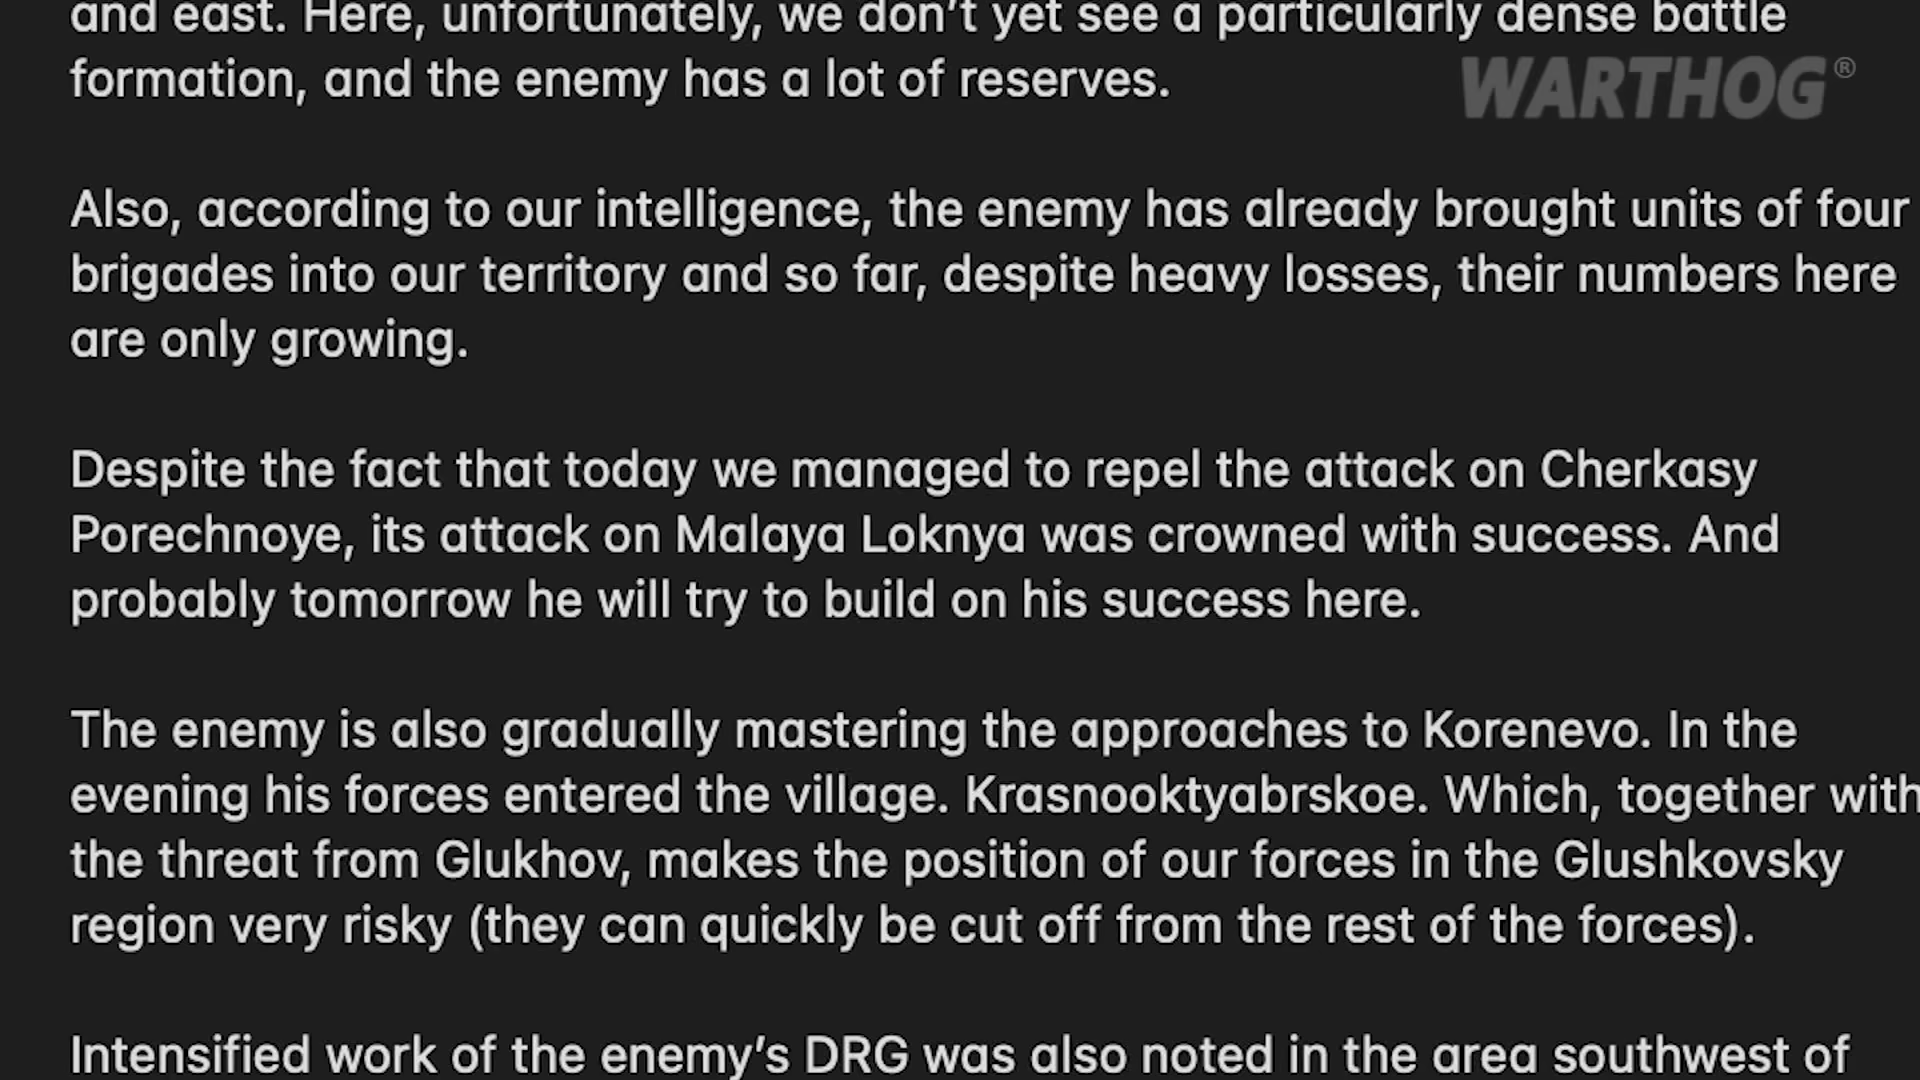 and east. Here, unfortunately, we don't yet see a particularly dense battle
formation, and the enemy has a lot of reserves.
WARTHOG®
Also, according to our intelligence, the enemy has already brought units of four
brigades into our territory and so far, despite heavy losses, their numbers here
are only growing.
Despite the fact that today we managed to repel the attack on Cherkasy
Porechnoye, its attack on Malaya Loknya was crowned with success. And
probably tomorrow he will try to build on his success here.
The enemy is also gradually mastering the approaches to Korenevo. In the
evening his forces entered the village. Krasnooktyabrskoe. Which, together with
the threat from Glukhov, makes the position of our forces in the Glushkovsky
region very risky (they can quickly be cut off from the rest of the forces).
Intensified work of the enemy's DRG was also noted in the area southwest of